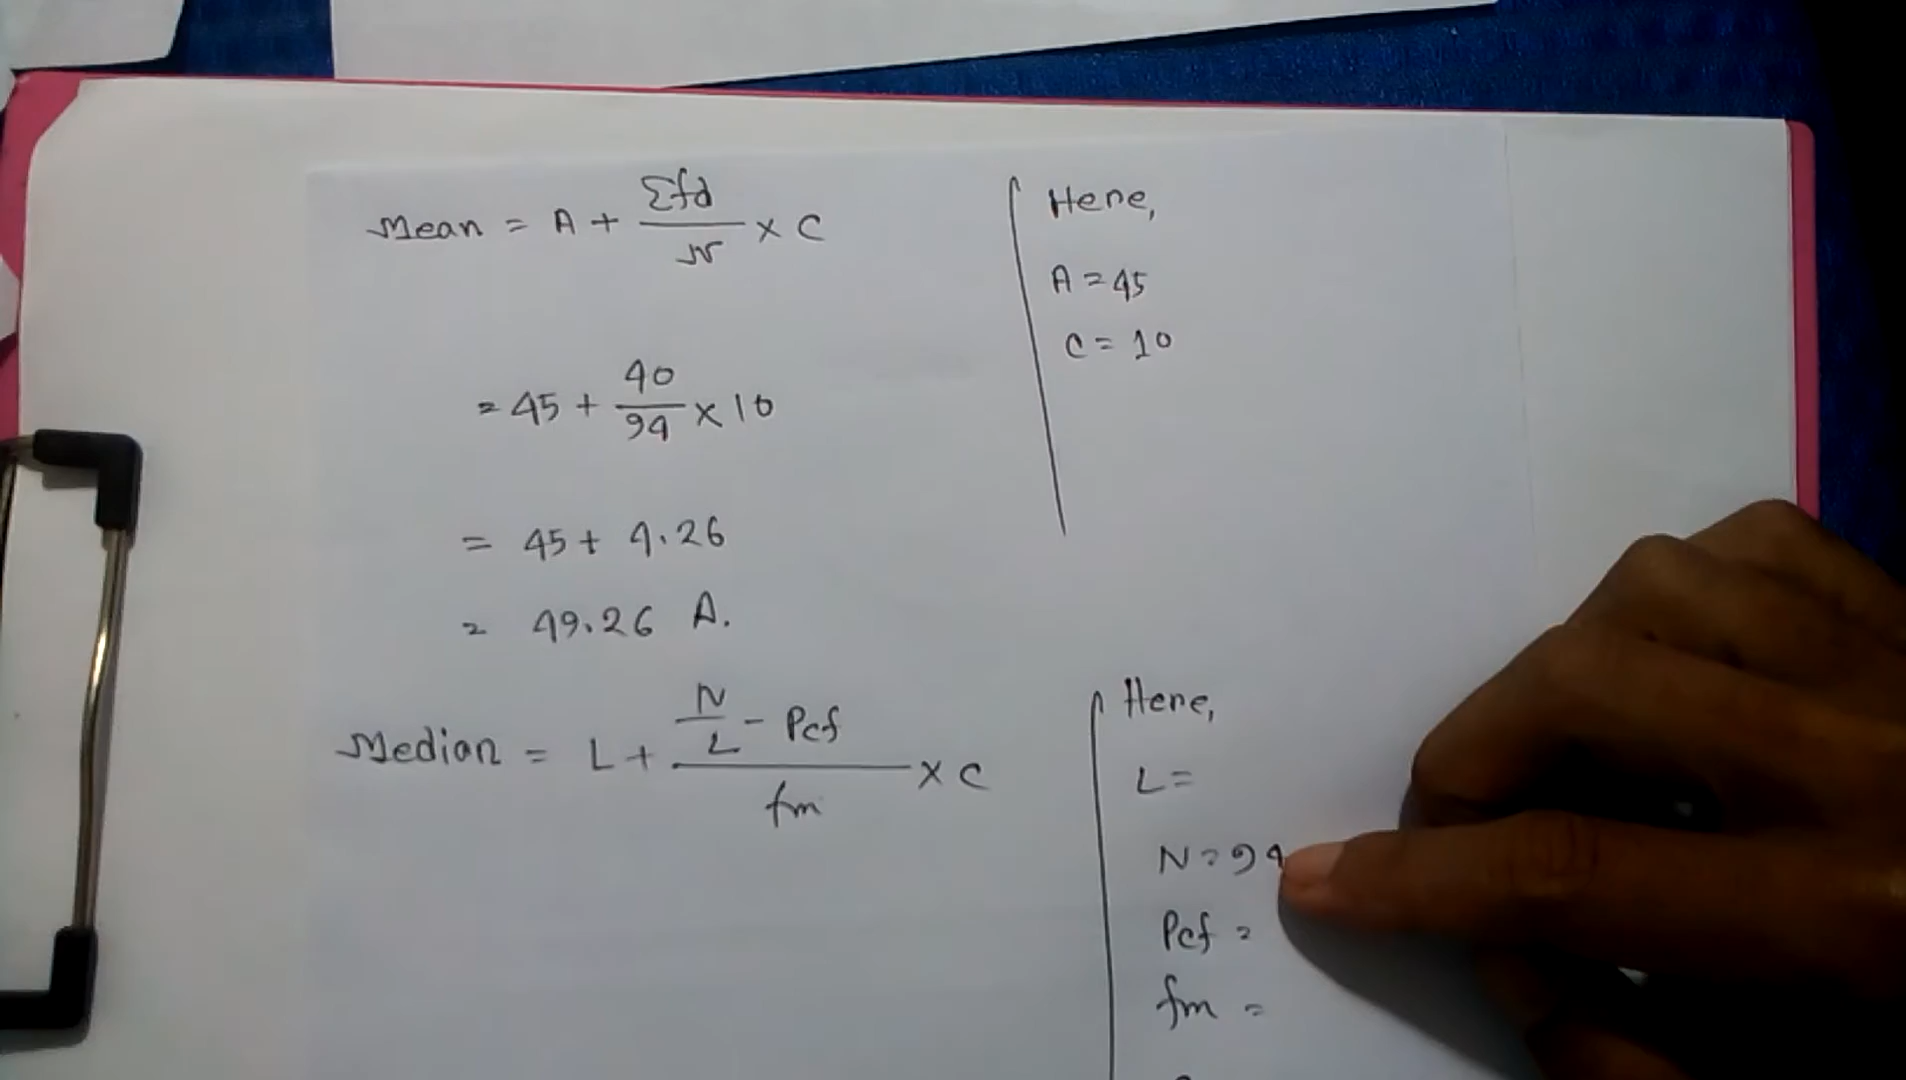 Mean = A + Σfd / N × C
= 45 + 40 / 94 × 10
= 45 + 4.26
= 49.26 A.
Here,
A = 45
C = 10
Median = L + N / 2 - Pcf / fm × C
Here,
L =
N = 94
Pcf =
fm =